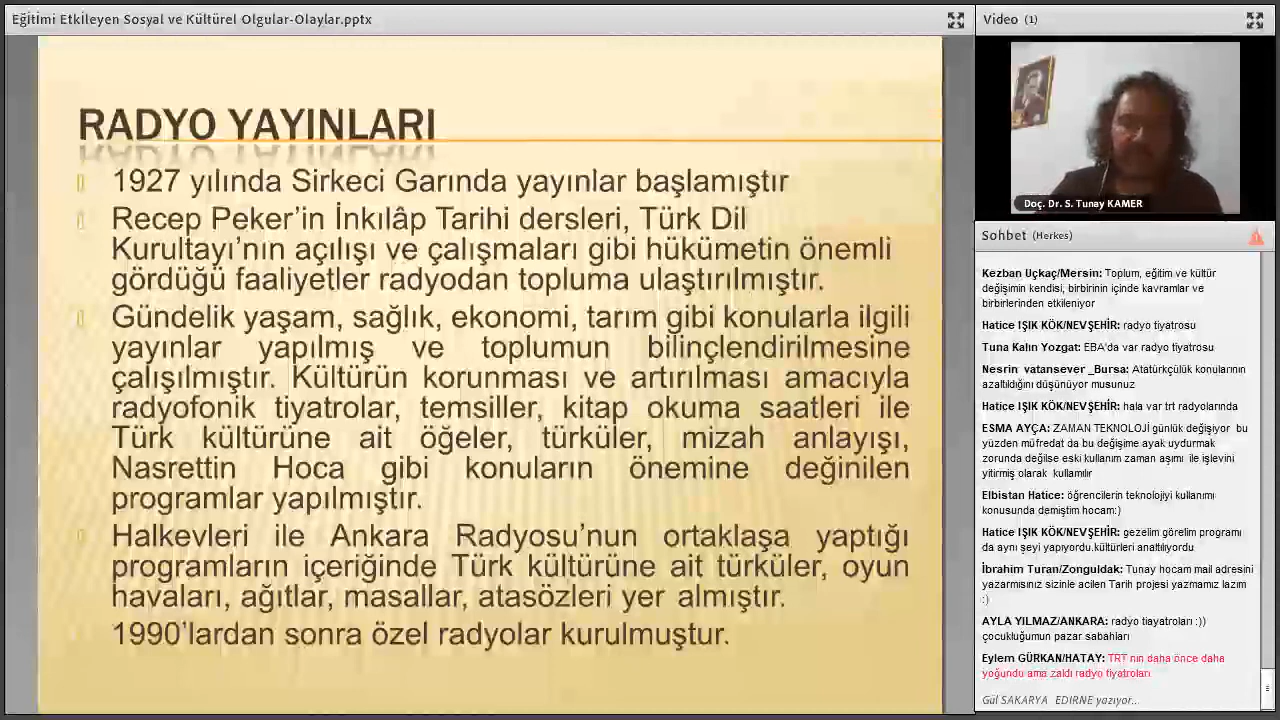 Eğitimi Etkileyen Sosyal ve Kültürel Olgular-Olaylar.pptx
RADYO YAYINLARI
1927 yılında Sirkeci Garında yayınlar başlamıştır
Recep Peker’in İnkılâp Tarihi dersleri, Türk Dil
Kurultayı’nın açılışı ve çalışmaları gibi hükümetin önemli
gördüğü faaliyetler radyodan topluma ulaştırılmıştır.
Gündelik yaşam, sağlık, ekonomi, tarım gibi konularla ilgili
yayınlar yapılmış ve toplumun bilinçlendirilmesine
çalışılmıştır. Kültürün korunması ve artırılması amacıyla
radyofonik tiyatrolar, temsiller, kitap okuma saatleri ile
Türk kültürüne ait öğeler, türküler, mizah anlayışı,
Nasrettin Hoca gibi konuların önemine değinilen
programlar yapılmıştır.
Halkevleri ile Ankara Radyosu’nun ortaklaşa yaptığı
programların içeriğinde Türk kültürüne ait türküler, oyun
havaları, ağıtlar, masallar, atasözleri yer almıştır.
1990’lardan sonra özel radyolar kurulmuştur.
Video (1)
Doç. Dr. S. Tunay KAMER
Sohbet (Herkes)
Kezban Uçkaç/Mersin: Toplum, eğitim ve kültür
değişimin kendisi, birbirinin içinde kavramlar ve
birbirlerinden etkileniyor
Hatice IŞIK KÖK/NEVŞEHİR: radyo tiyatrosu
Tuna Kalın Yozgat: EBA'da var radyo tiyatrosu
Nesrin vatansever _Bursa: Atatürkçülük konularının
azaltıldığını düşünüyor musunuz
Hatice IŞIK KÖK/NEVŞEHİR: hala var trt radyolarında
ESMA AYÇA: ZAMAN TEKNOLOJİ günlük değişiyor bu
yüzden müfredat da bu değişime ayak uydurmak
zorunda değilse eski kullanım zaman aşımı ile işlevini
yitirmiş olarak kullanılır
Elbistan Hatice: öğrencilerin teknolojiyi kullanımı
konusunda demiştim hocam:)
Hatice IŞIK KÖK/NEVŞEHİR: gezelim görelim programı
da aynı şeyi yapıyordu.kültürleri analtılıyordu
İbrahim Turan/Zonguldak: Tunay hocam mail adresini
yazarmısınız sizinle acilen Tarih projesi yazmamız lazım
:)
AYLA YILMAZ/ANKARA: radyo tiayatroları :))
çocukluğumun pazar sabahları
Eylem GÜRKAN/HATAY: TRT nin daha önce daha
yoğundu ama zaldı radyo tiyatroları
Gül SAKARYA EDIRNE yazıyor...